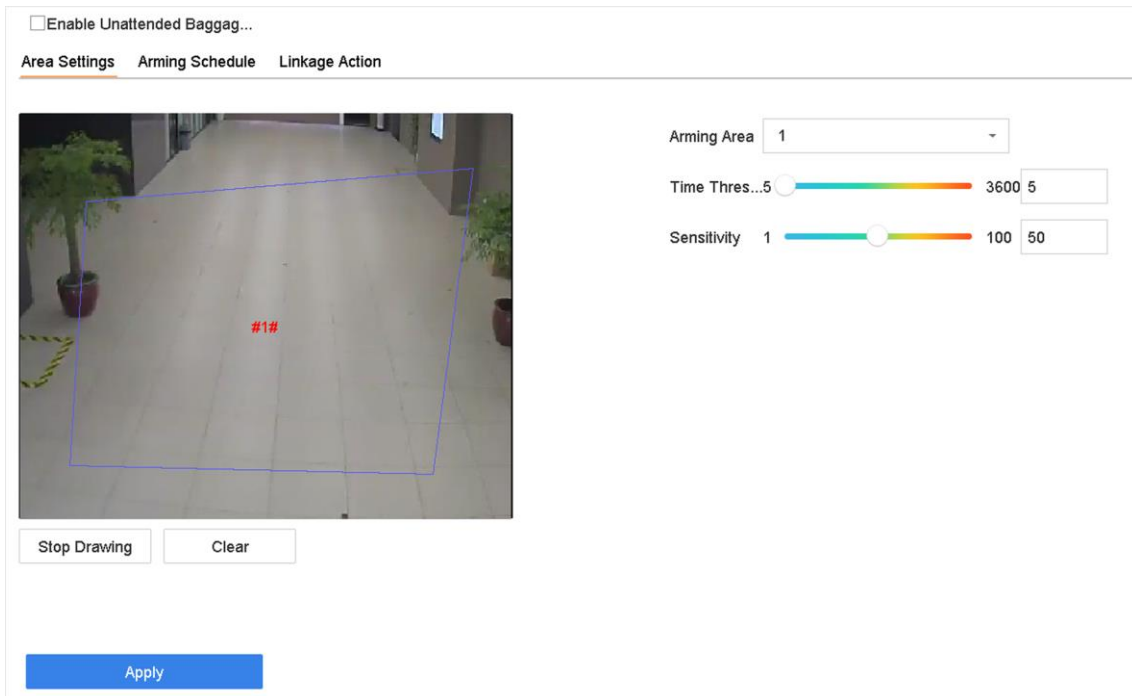 Enable Unattended Baggag...
Area Settings Arming Schedule Linkage Action
Arming Area 1
Time Thres...5 3600 5
Sensitivity 1 100 50
#1#
Stop Drawing Clear
Apply